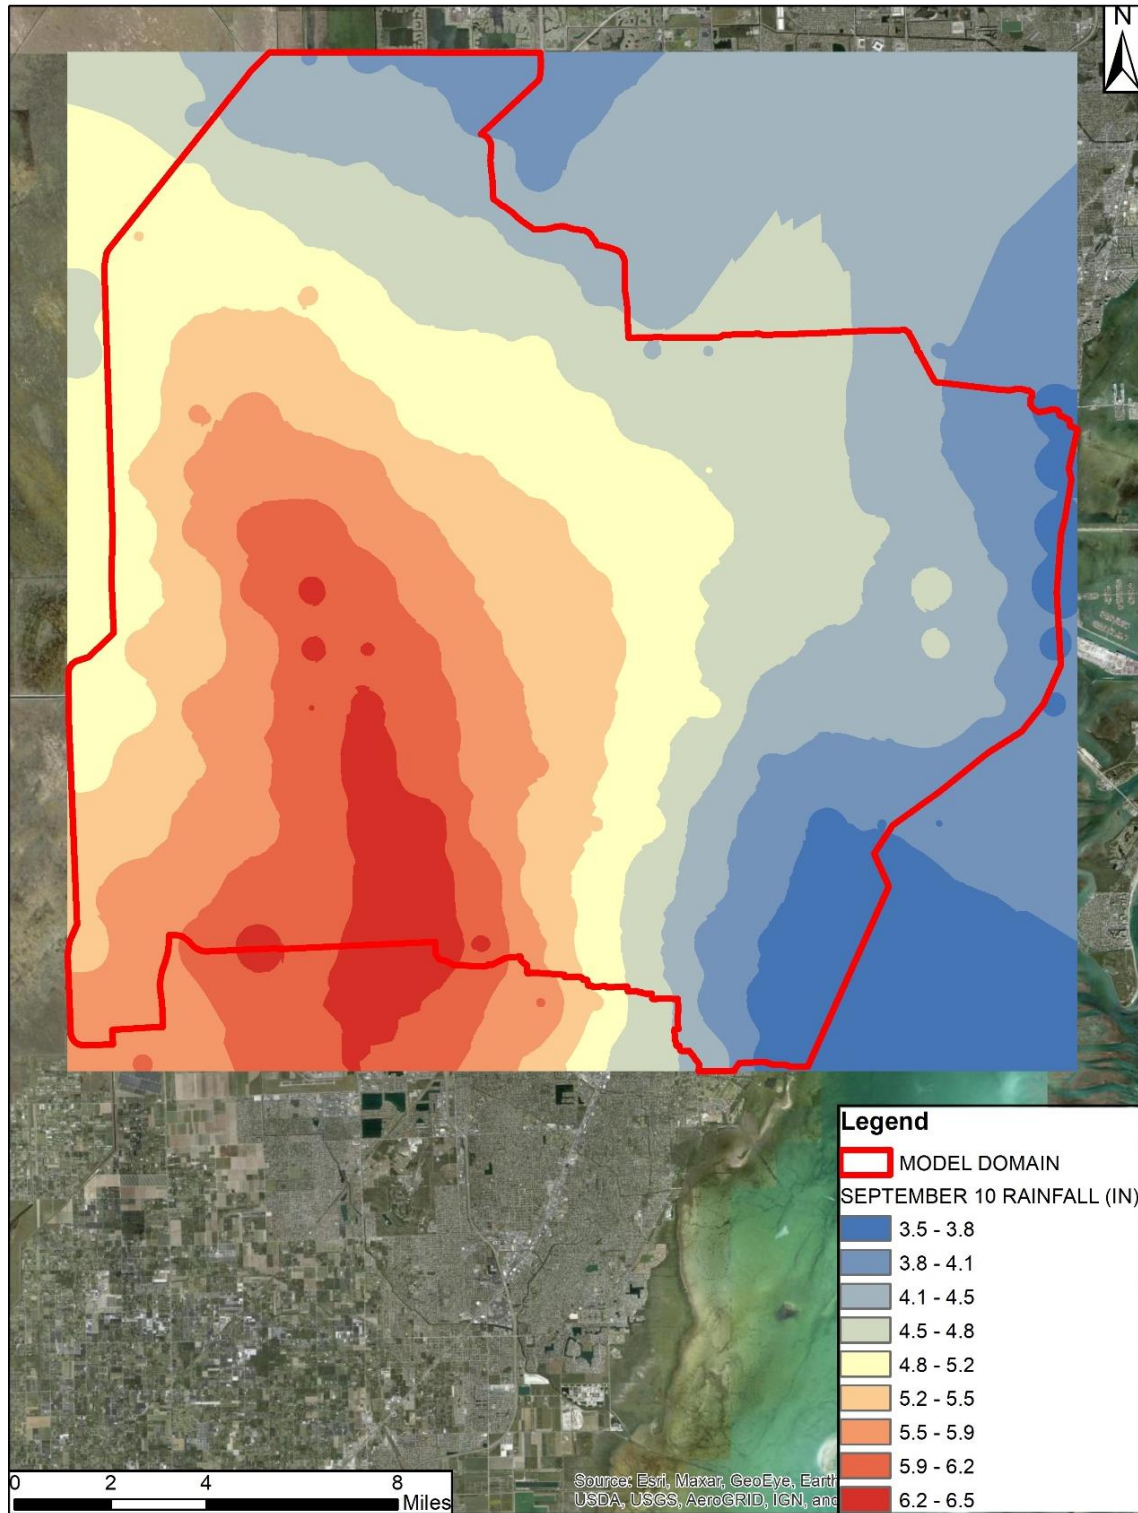 N
Legend
MODEL DOMAIN
SEPTEMBER 10 RAINFALL (IN)
3.5 - 3.8
3.8 - 4.1
4.1 - 4.5
4.5 - 4.8
4.8 - 5.2
5.2 - 5.5
5.5 - 5.9
5.9 - 6.2
6.2 - 6.5
0 2 4 8
Miles
Source: Esri, Maxar, GeoEye, Earth
USDA, USGS, AeroGRID, IGN, and